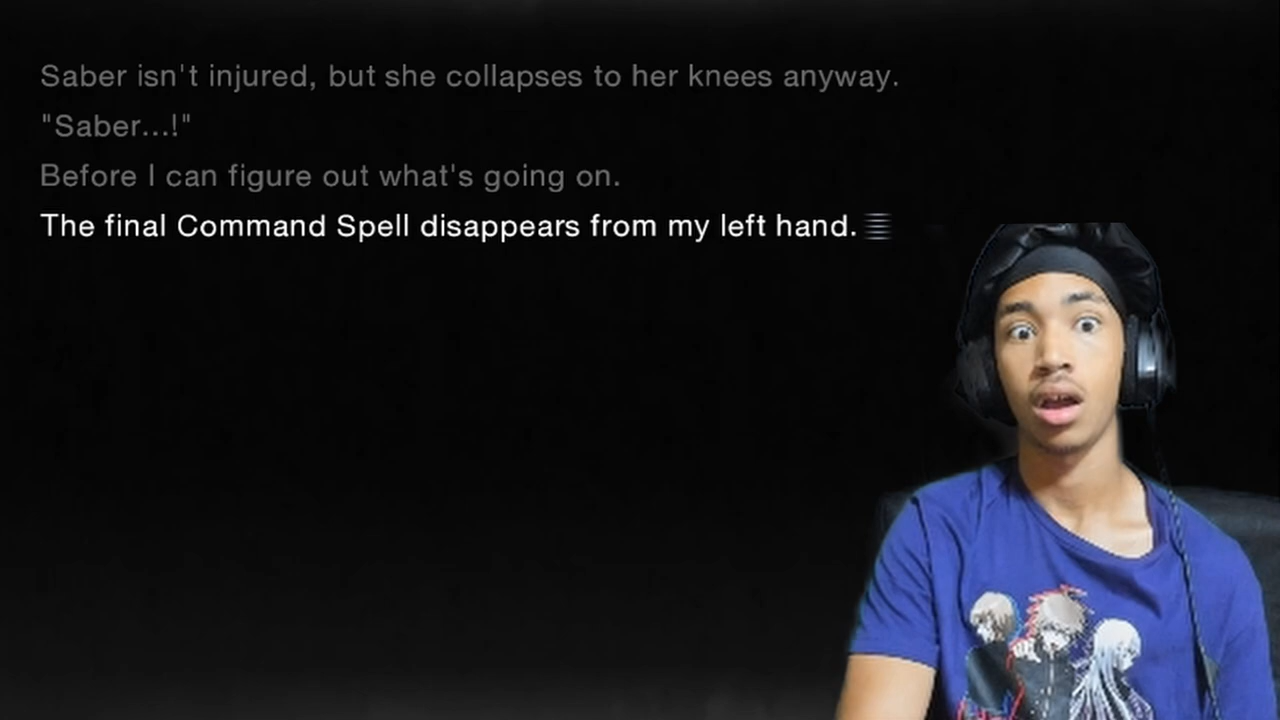 Saber isn't injured, but she collapses to her knees anyway.
"Saber...!"
Before I can figure out what's going on.
The final Command Spell disappears from my left hand.